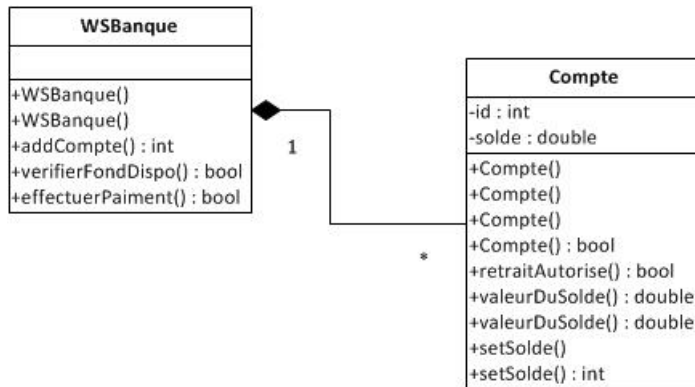 WSBanque
+WSBanque()
+WSBanque()
+addCompte() : int
+verifierFondDispo() : bool
+effectuerPaiment() : bool
1
*
Compte
-id : int
-solde : double
+Compte()
+Compte()
+Compte()
+Compte() : bool
+retraitAutorise() : bool
+valeurDuSolde() : double
+valeurDuSolde() : double
+setSolde()
+setSolde() : int